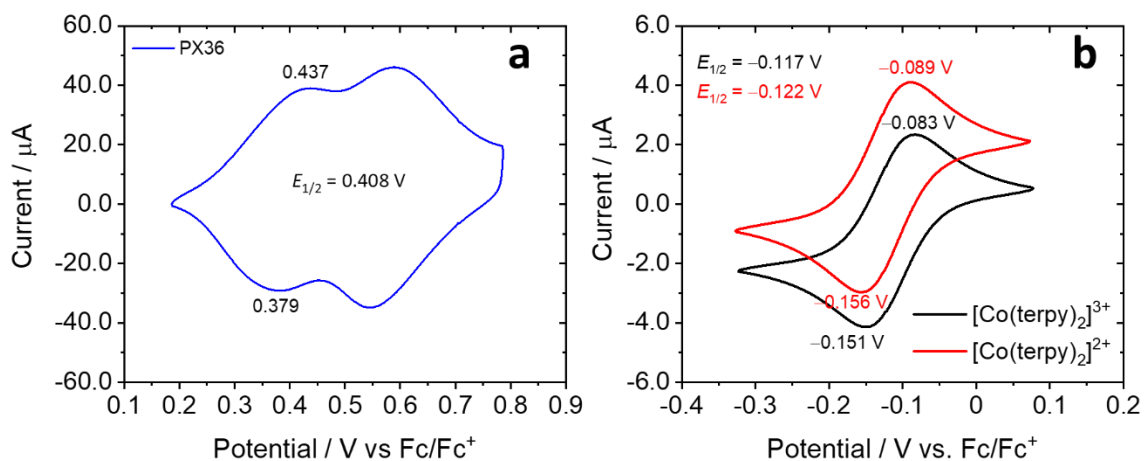 PX36
a
60.0
40.0
20.0
0.0
-20.0
-40.0
-60.0
Current / μA
0.437
E1/2 = 0.408 V
0.379
0.1 0.2 0.3 0.4 0.5 0.6 0.7 0.8 0.9
Potential / V vs Fc/Fc+
b
6.0
4.0
2.0
0.0
-2.0
-4.0
-6.0
Current / μA
E1/2 = −0.117 V
E1/2 = −0.122 V
−0.089 V
−0.083 V
−0.156 V
−0.151 V
[Co(terpy)2]3+
[Co(terpy)2]2+
-0.4 -0.3 -0.2 -0.1 0.0 0.1 0.2
Potential / V vs. Fc/Fc+